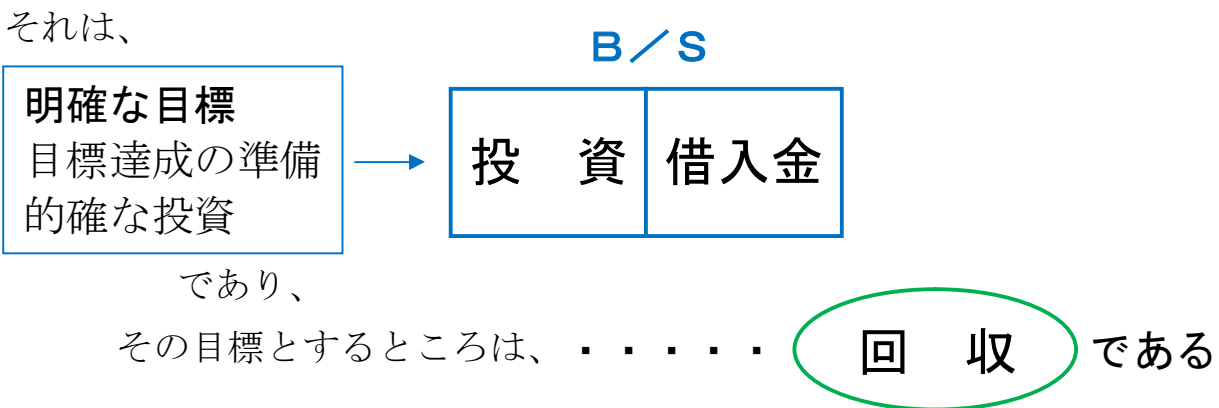 それは、
B／S
明確な目標
目標達成の準備
的確な投資
投　資
借入金
であり、
その目標とするところは、・・・・・
回　収
である